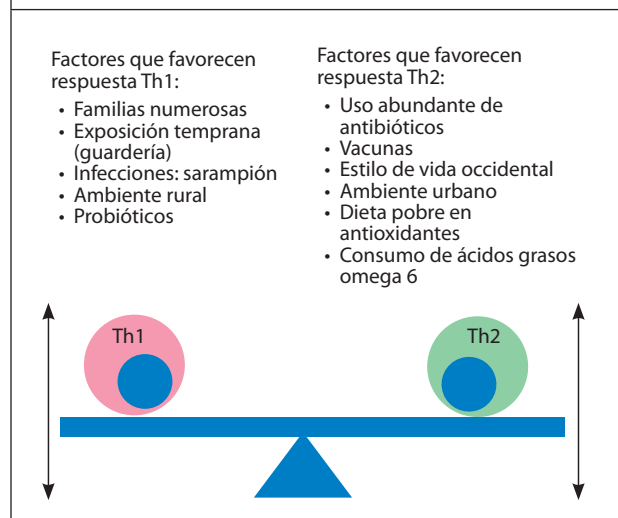 Factores que favorecen
respuesta Th1:
• Familias numerosas
• Exposición temprana
(guardería)
• Infecciones: sarampión
• Ambiente rural
• Probióticos
Factores que favorecen
respuesta Th2:
• Uso abundante de
antibióticos
• Vacunas
• Estilo de vida occidental
• Ambiente urbano
• Dieta pobre en
antioxidantes
• Consumo de ácidos grasos
omega 6
Th1
Th2